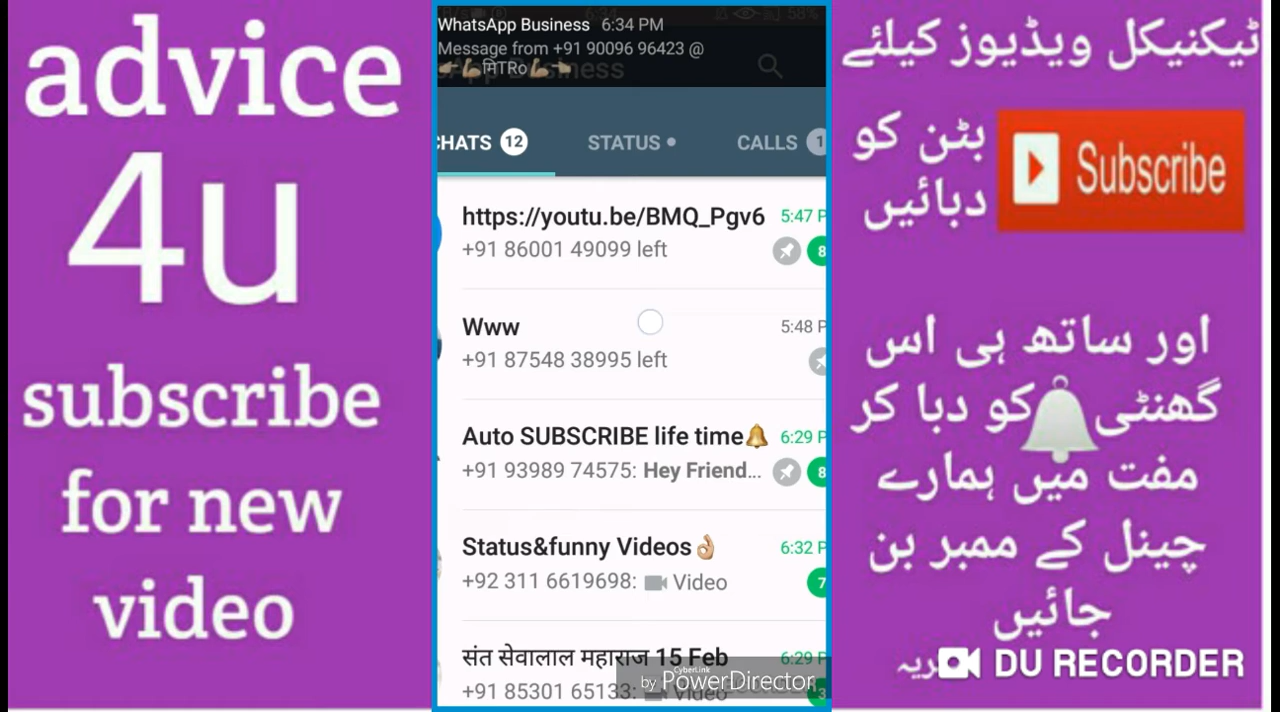 advice
4u
subscribe
for new
video
WhatsApp Business 6:34 PM
Message from +91 90096 96423 @
💪🏽मिTRo💪🏽
58%
CHATS 12 STATUS • CALLS 1
https://youtu.be/BMQ_Pgv6 5:47 P
+91 86001 49099 left 8
Www 5:48 P
+91 87548 38995 left
Auto SUBSCRIBE life time🔔 6:29 P
+91 93989 74575: Hey Friend... 8
Status&funny Videos👌🏼 6:32 P
+92 311 6619698: Video 7
संत सेवालाल महाराज 15 Feb 6:29 P
+91 85301 65133: Video 3
CyberLink
by PowerDirector
ٹیکنیکل ویڈیوز کیلئے
بٹن کو
دبائیں
Subscribe
اور ساتھ ہی اس
گھنٹی کو دبا کر
مفت میں ہمارے
چینل کے ممبر بن
جائیں
DU RECORDER